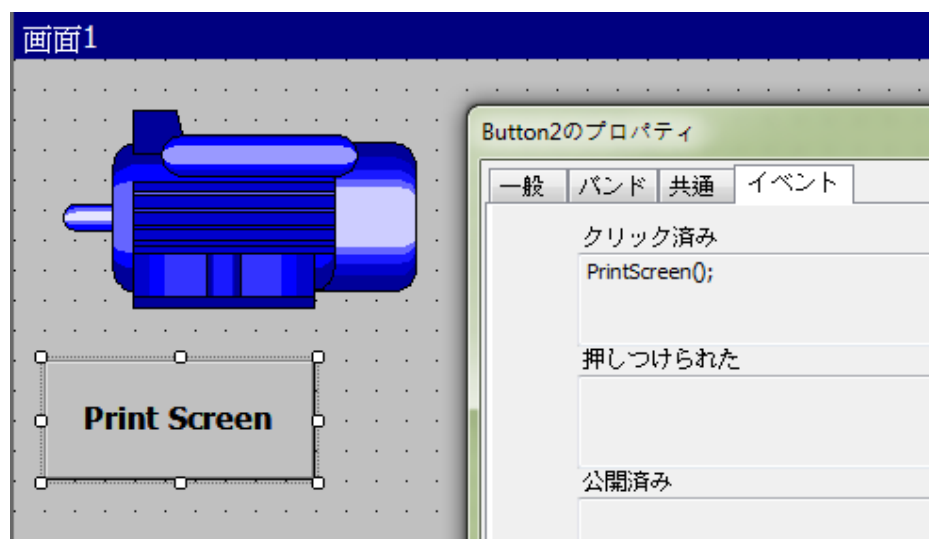 画面1
Button2のプロパティ
一般 バンド 共通 イベント
クリック済み
PrintScreen();
押しつけられた
Print Screen
公開済み